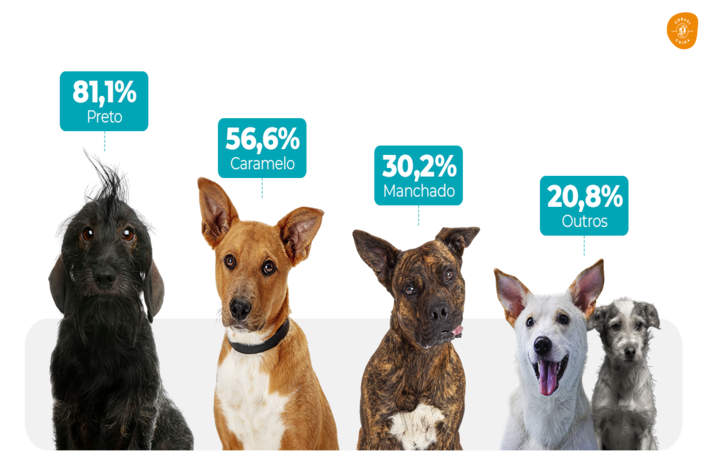 81,1%
Preto
56,6%
Caramelo
30,2%
Manchado
20,8%
Outros